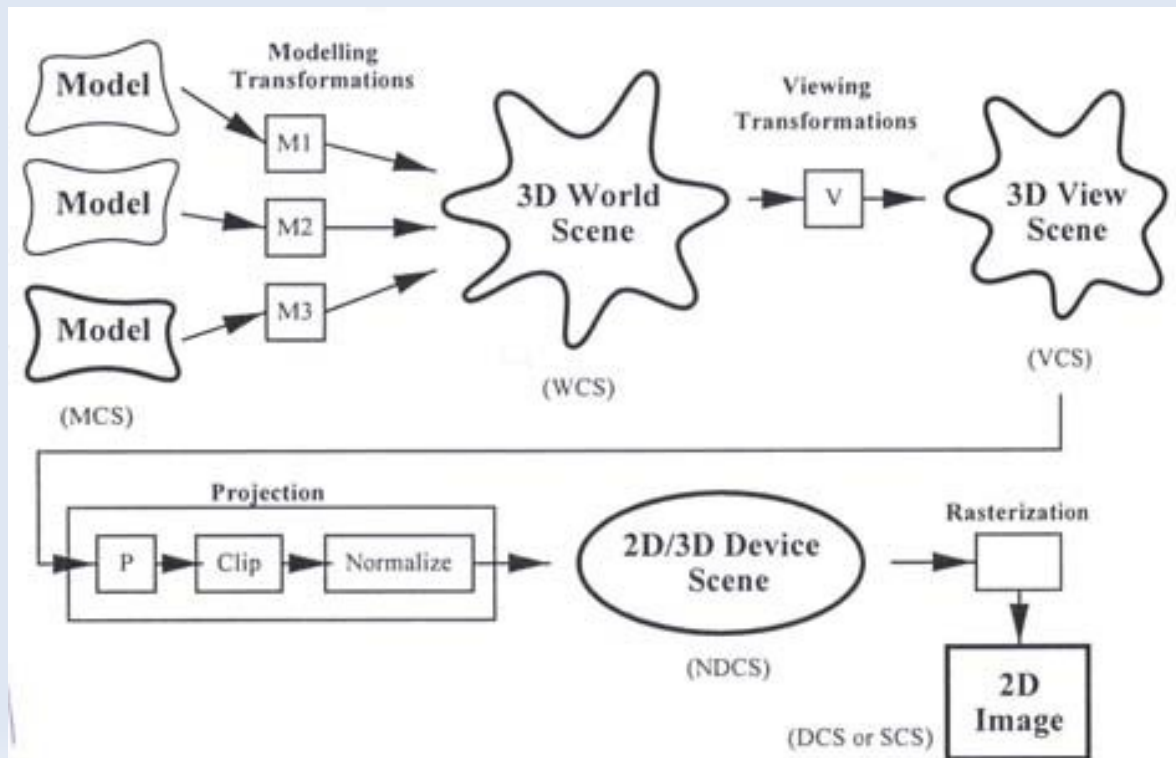 Model
Modelling
Transformations
M1
Model
M2
Model
M3
(MCS)
3D World
Scene
(WCS)
Viewing
Transformations
V
3D View
Scene
(VCS)
Projection
P
Clip
Normalize
2D/3D Device
Scene
(NDCS)
Rasterization
2D
Image
(DCS or SCS)